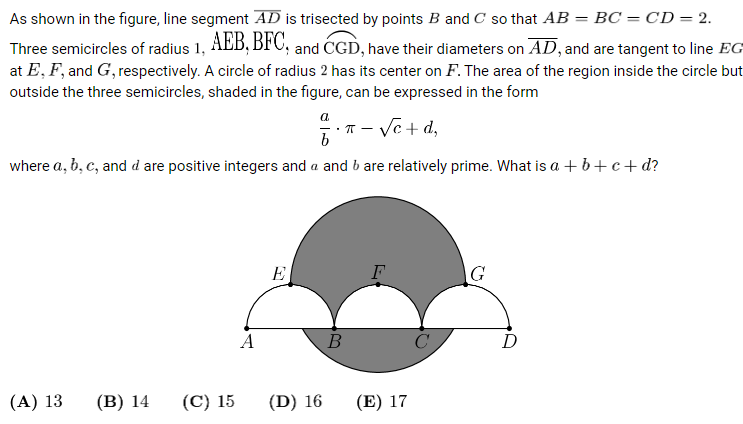 As shown in the figure, line segment $\overline{AD}$ is trisected by points $B$ and $C$ so that $AB = BC = CD = 2$.
Three semicircles of radius 1, $\text{AEB}, \text{BFC},$ and $\overset{\frown}{\text{CGD}}$, have their diameters on $\overline{AD}$, and are tangent to line $EG$
at $E, F$, and $G$, respectively. A circle of radius 2 has its center on $F$. The area of the region inside the circle but
outside the three semicircles, shaded in the figure, can be expressed in the form
$\frac{a}{b} \cdot \pi - \sqrt{c} + d,$
where $a, b, c,$ and $d$ are positive integers and $a$ and $b$ are relatively prime. What is $a + b + c + d$?
E F G
A B C D
(A) 13 (B) 14 (C) 15 (D) 16 (E) 17